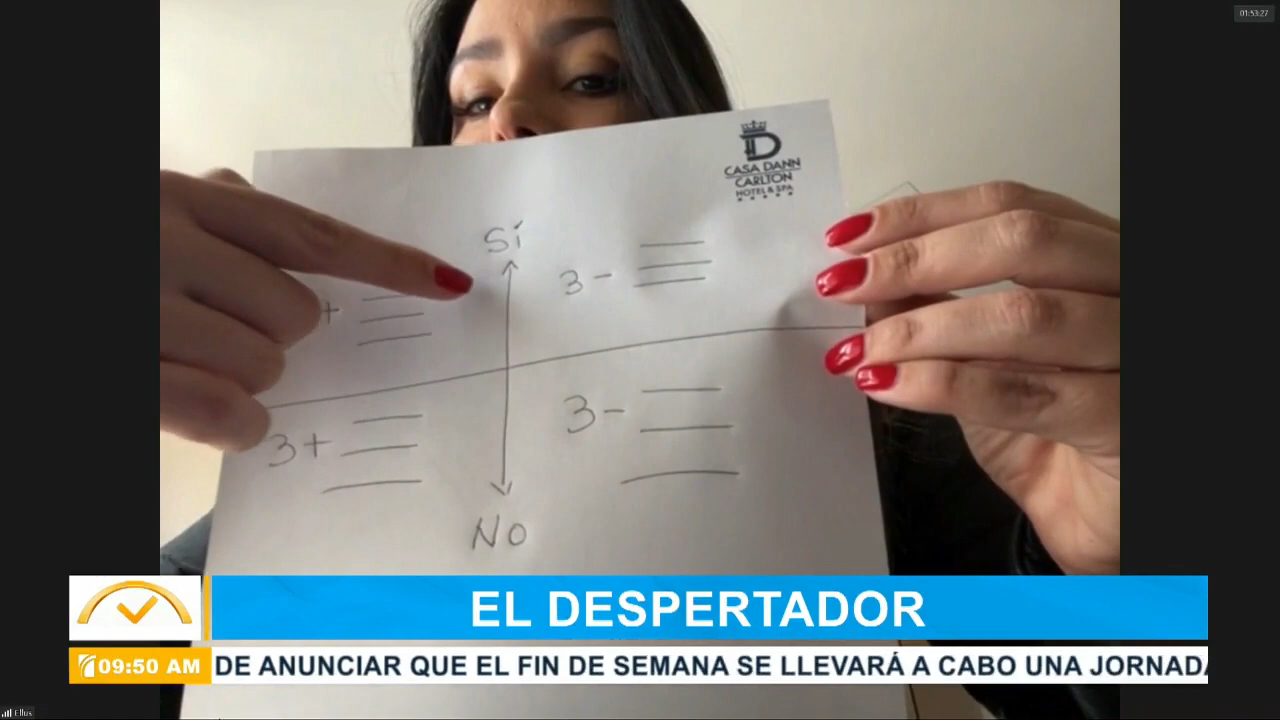 01:53:27
D
CASA DANN
CARLTON
HOTEL & SPA
SÍ
+
3 -
3 +
3 -
NO
EL DESPERTADOR
09:50 AM
DE ANUNCIAR QUE EL FIN DE SEMANA SE LLEVARÁ A CABO UNA JORNADA
Ellus